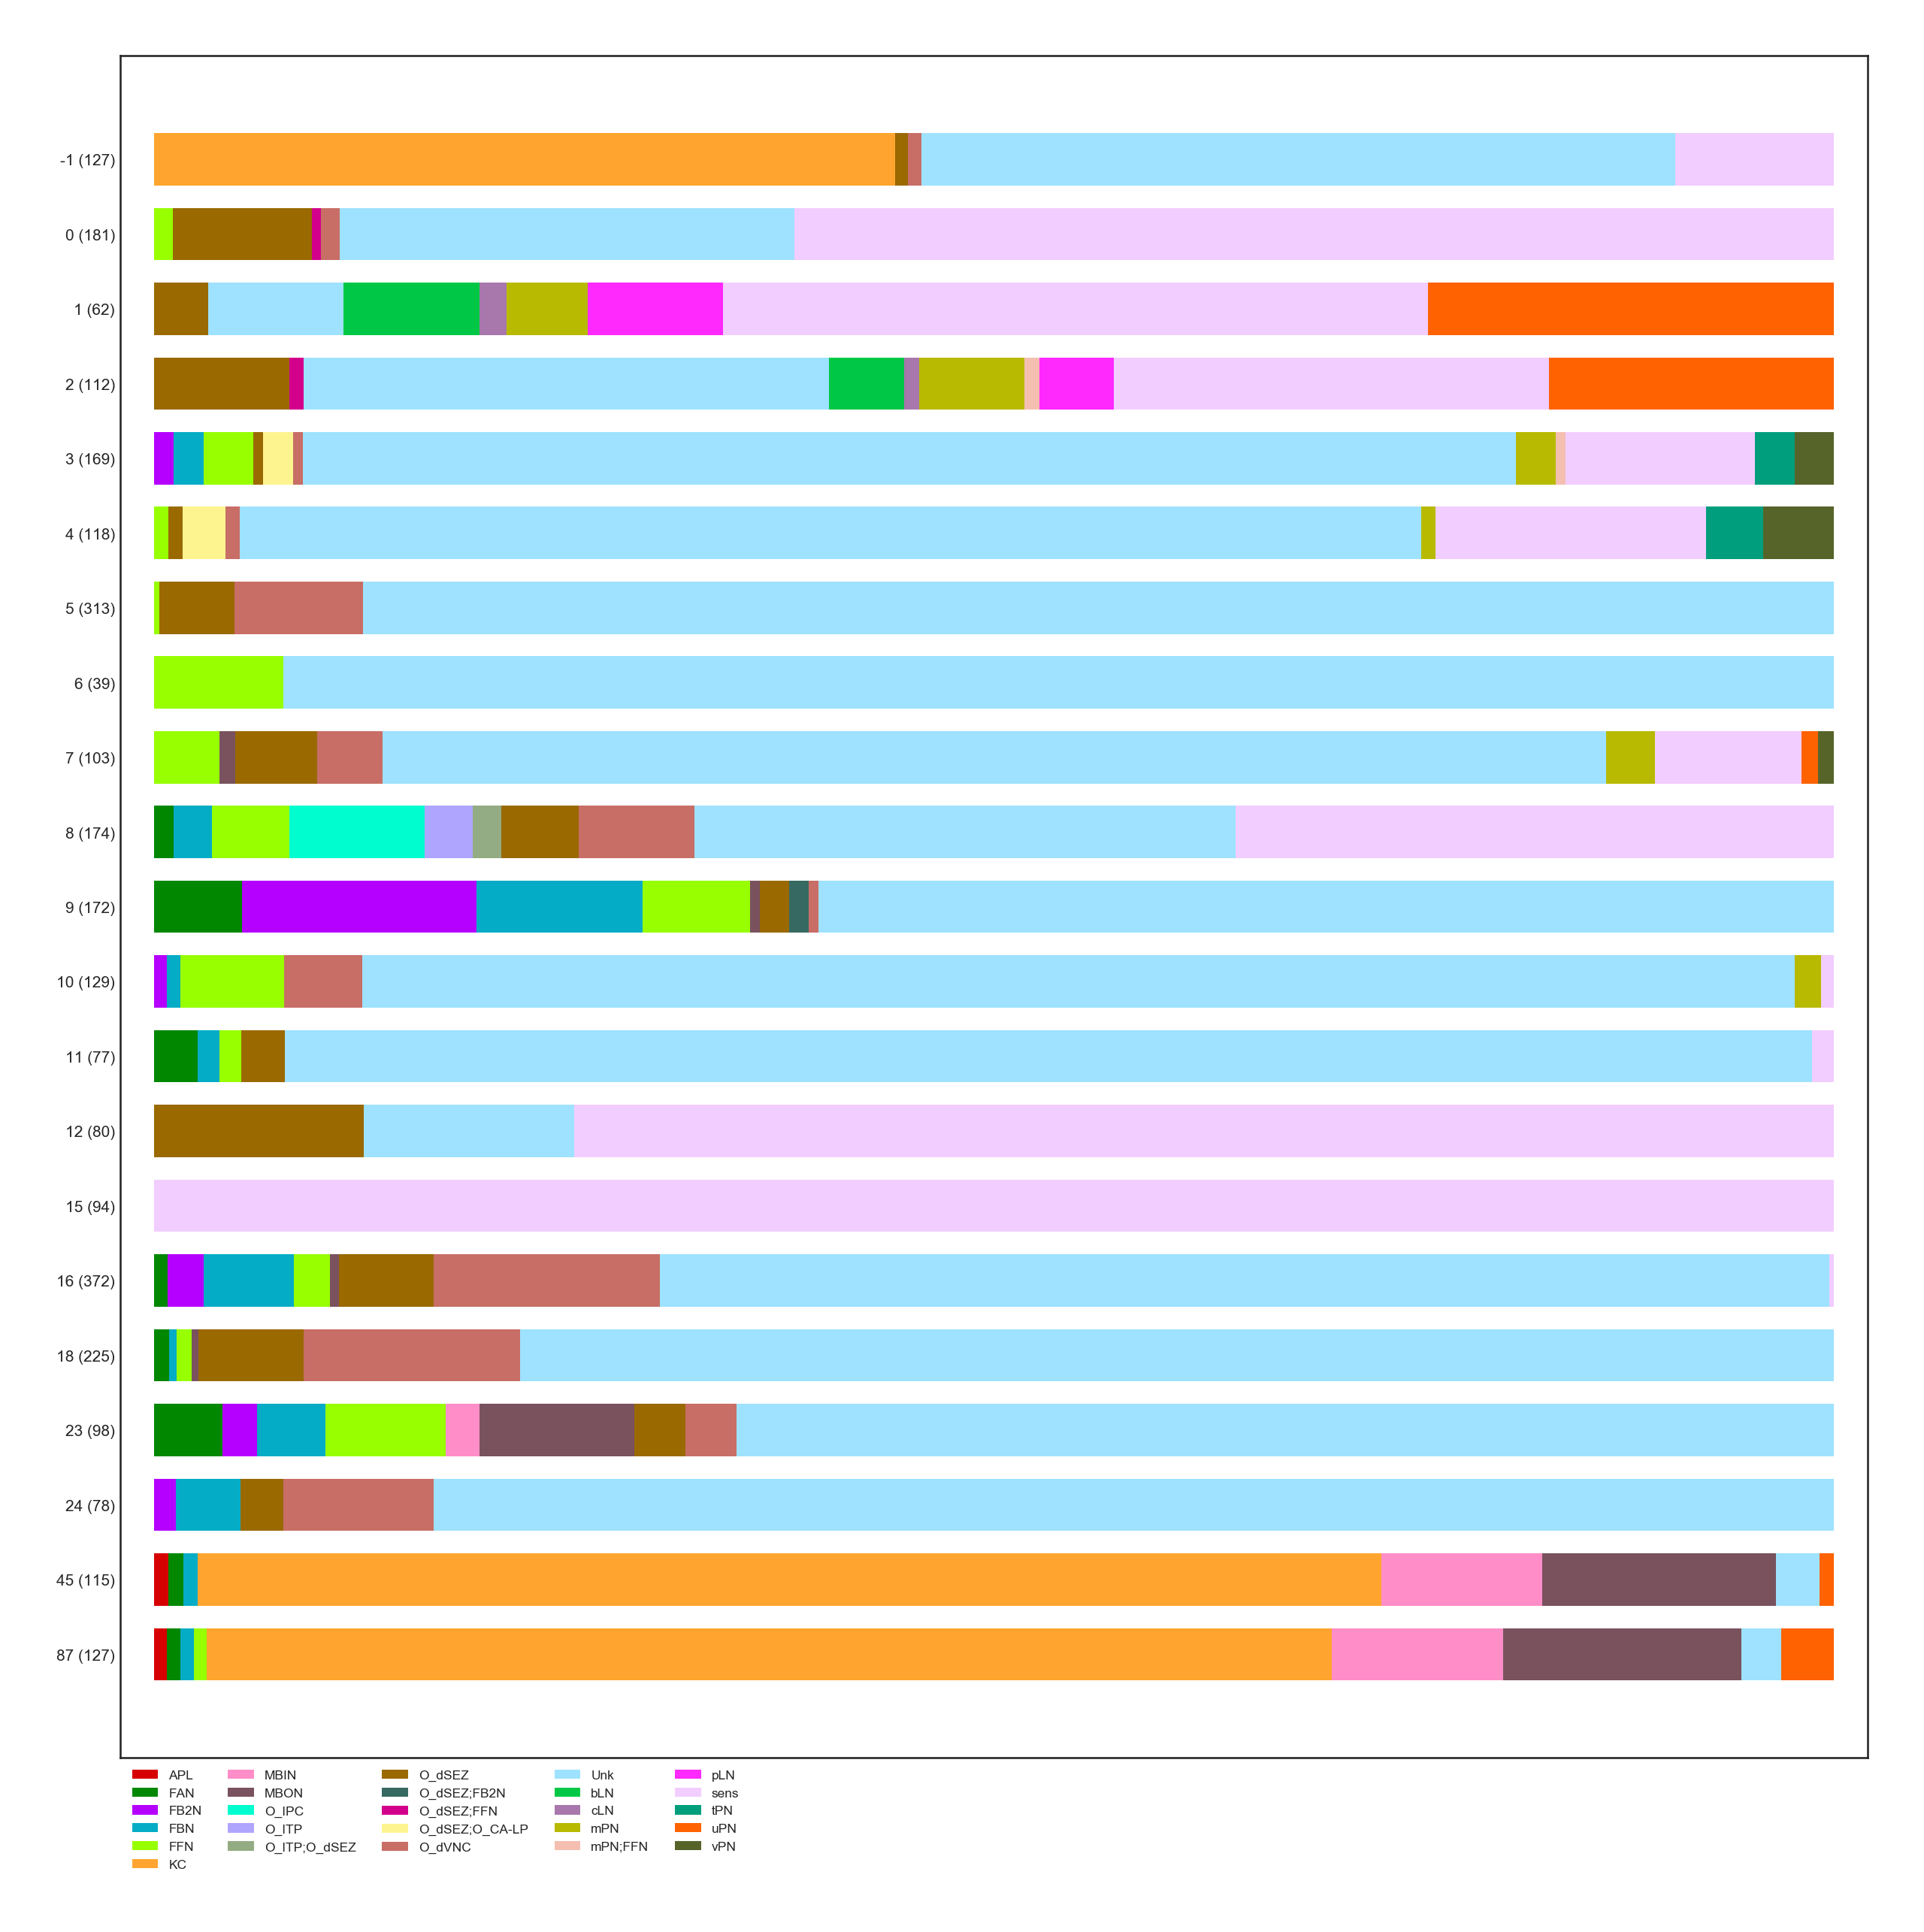 -1 (127)
0 (181)
1 (62)
2 (112)
3 (169)
4 (118)
5 (313)
6 (39)
7 (103)
8 (174)
9 (172)
10 (129)
11 (77)
12 (80)
15 (94)
16 (372)
18 (225)
23 (98)
24 (78)
45 (115)
87 (127)
APL
FAN
FB2N
FBN
FFN
KC
MBIN
MBON
O_IPC
O_ITP
O_ITP;O_dSEZ
O_dSEZ
O_dSEZ;FB2N
O_dSEZ;FFN
O_dSEZ;O_CA-LP
O_dVNC
Unk
bLN
cLN
mPN
mPN;FFN
pLN
sens
tPN
uPN
vPN